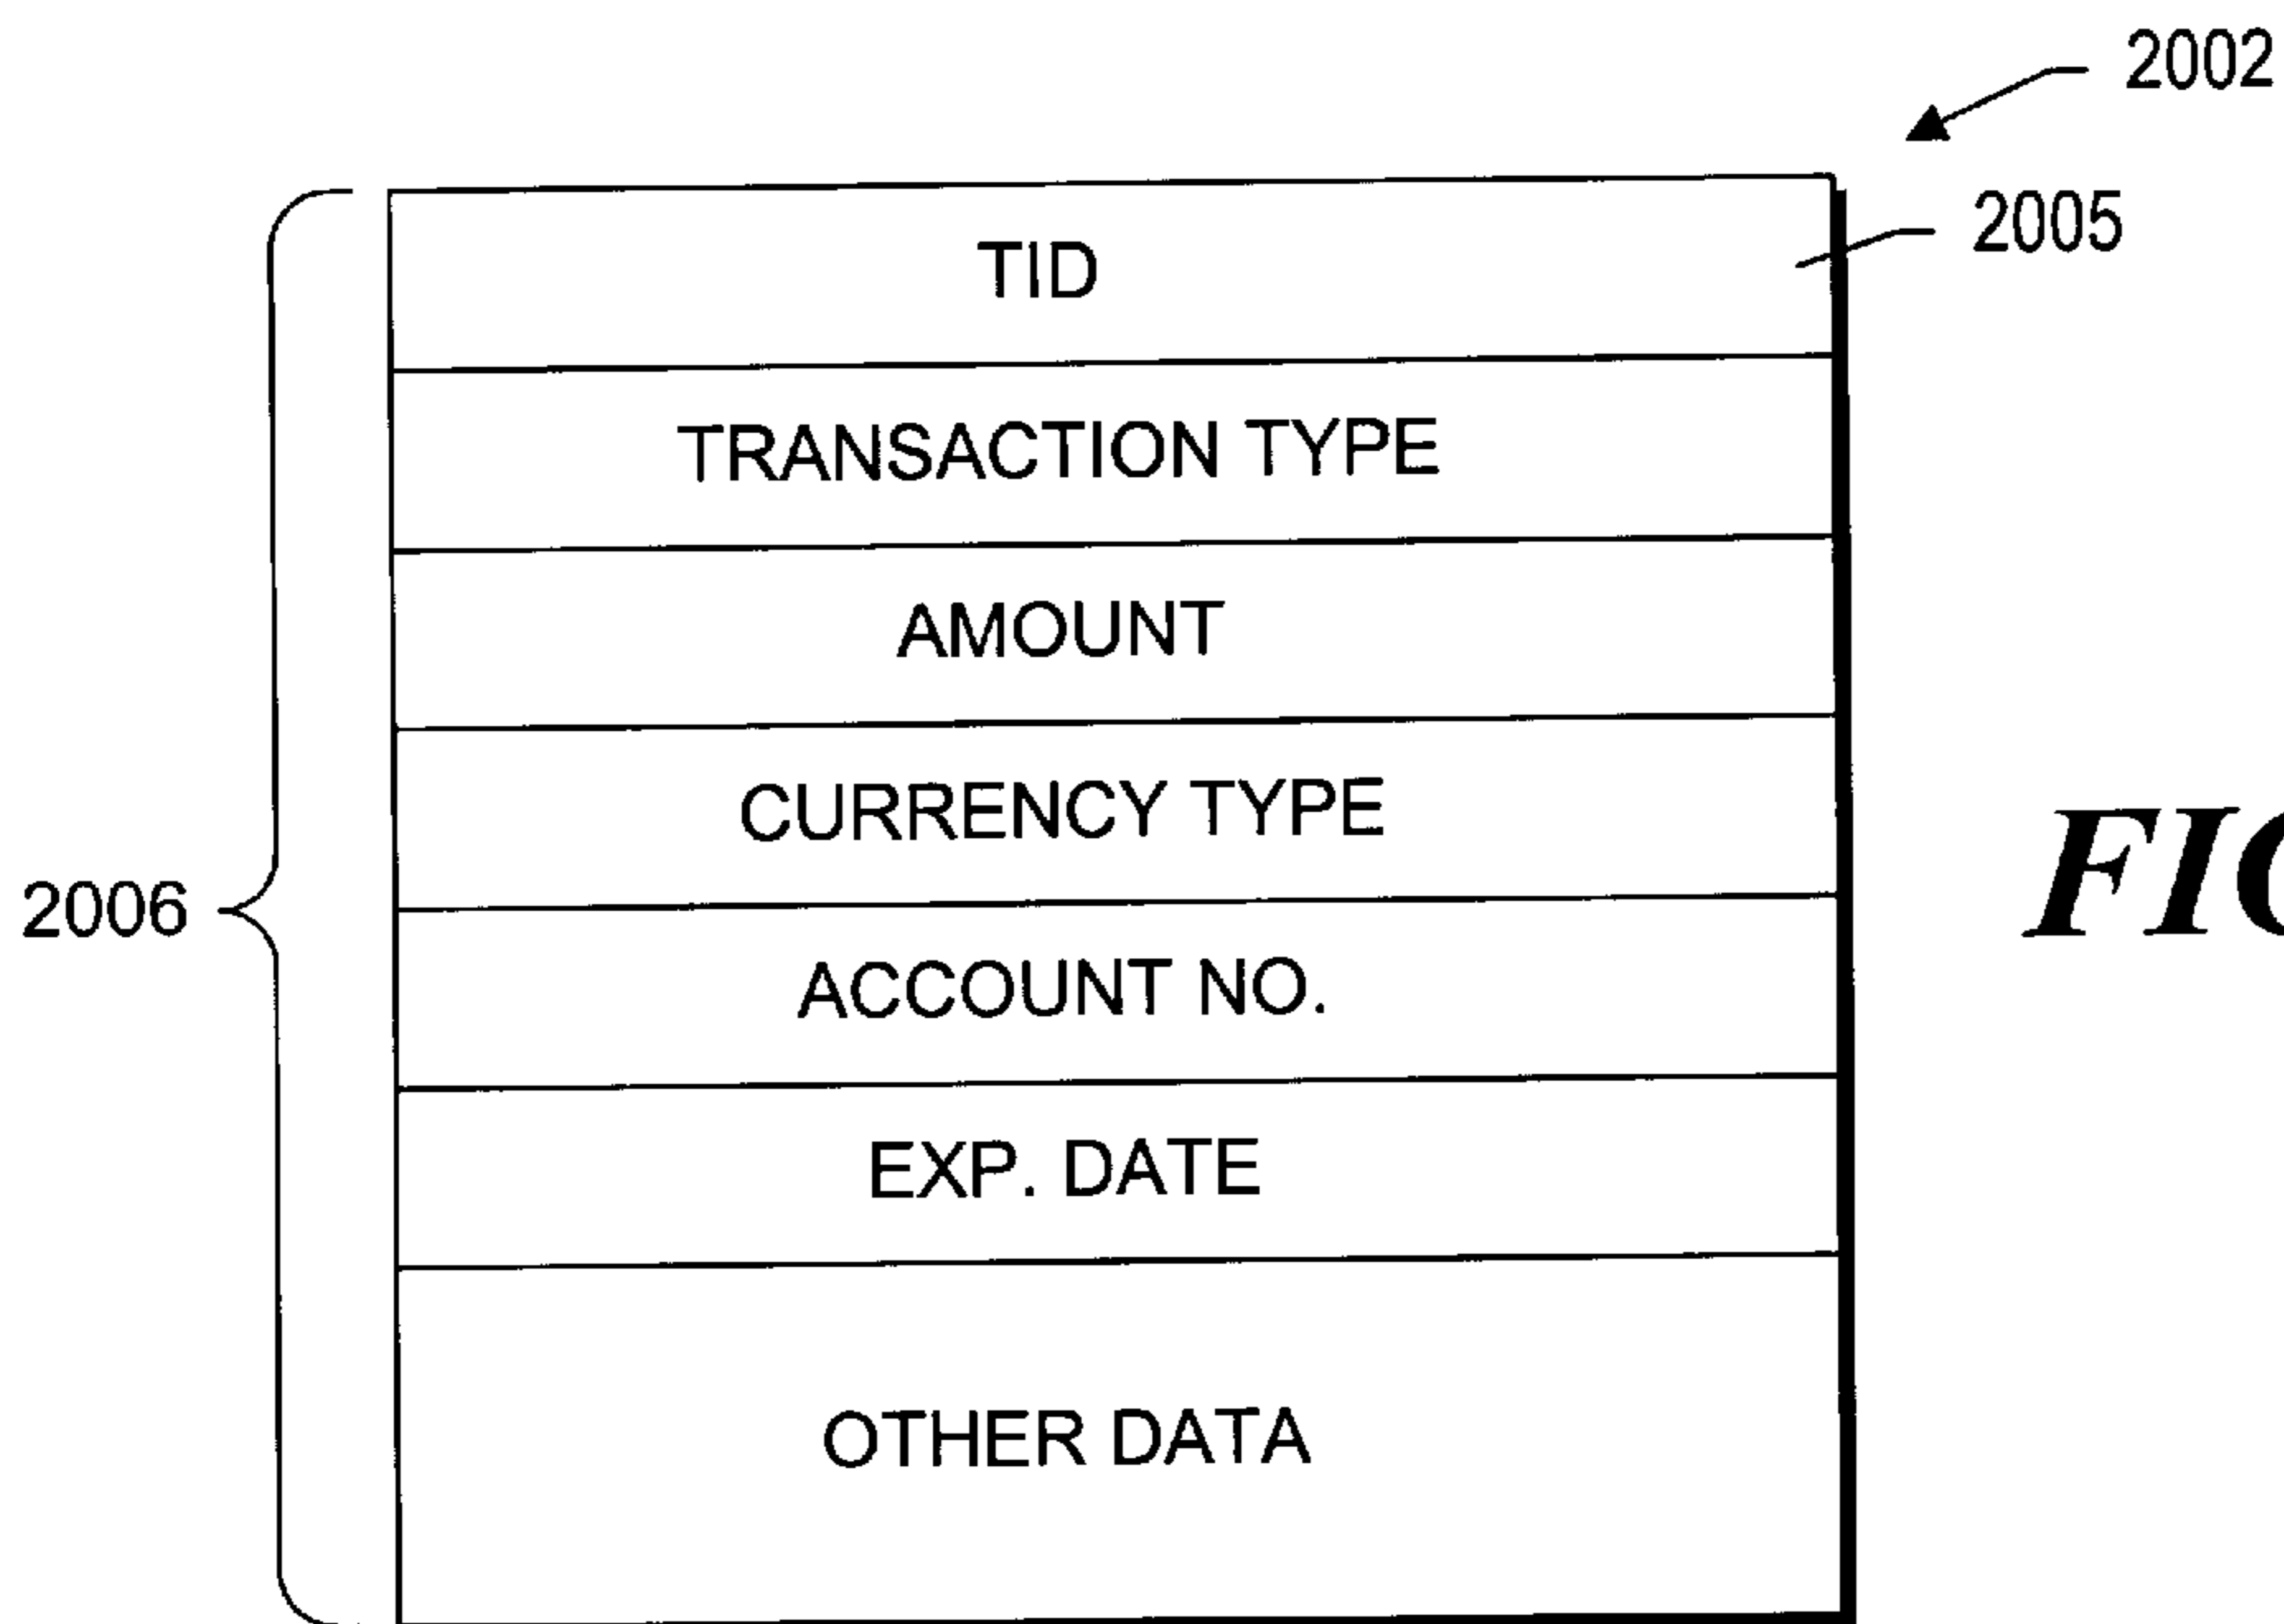 2002
2005
TID
TRANSACTION TYPE
AMOUNT
CURRENCY TYPE
2006
ACCOUNT NO.
EXP. DATE
OTHER DATA